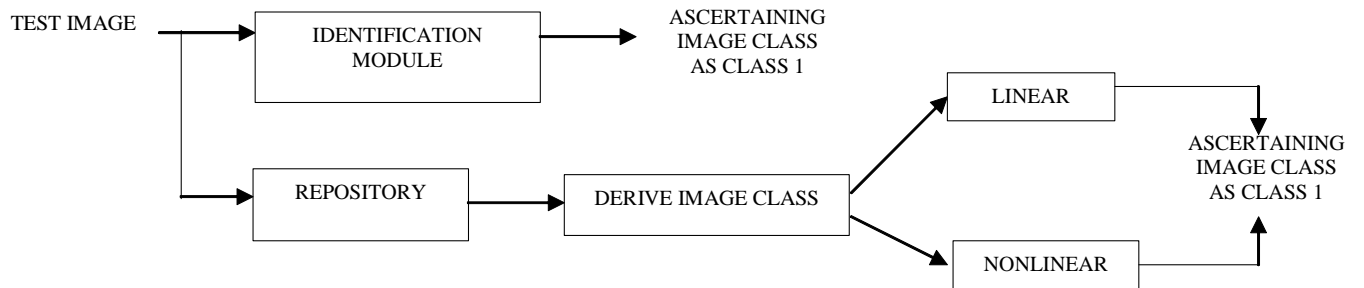 TEST IMAGE
IDENTIFICATION
MODULE
ASCERTAINING
IMAGE CLASS
AS CLASS 1
LINEAR
REPOSITORY
DERIVE IMAGE CLASS
ASCERTAINING
IMAGE CLASS
AS CLASS 1
NONLINEAR